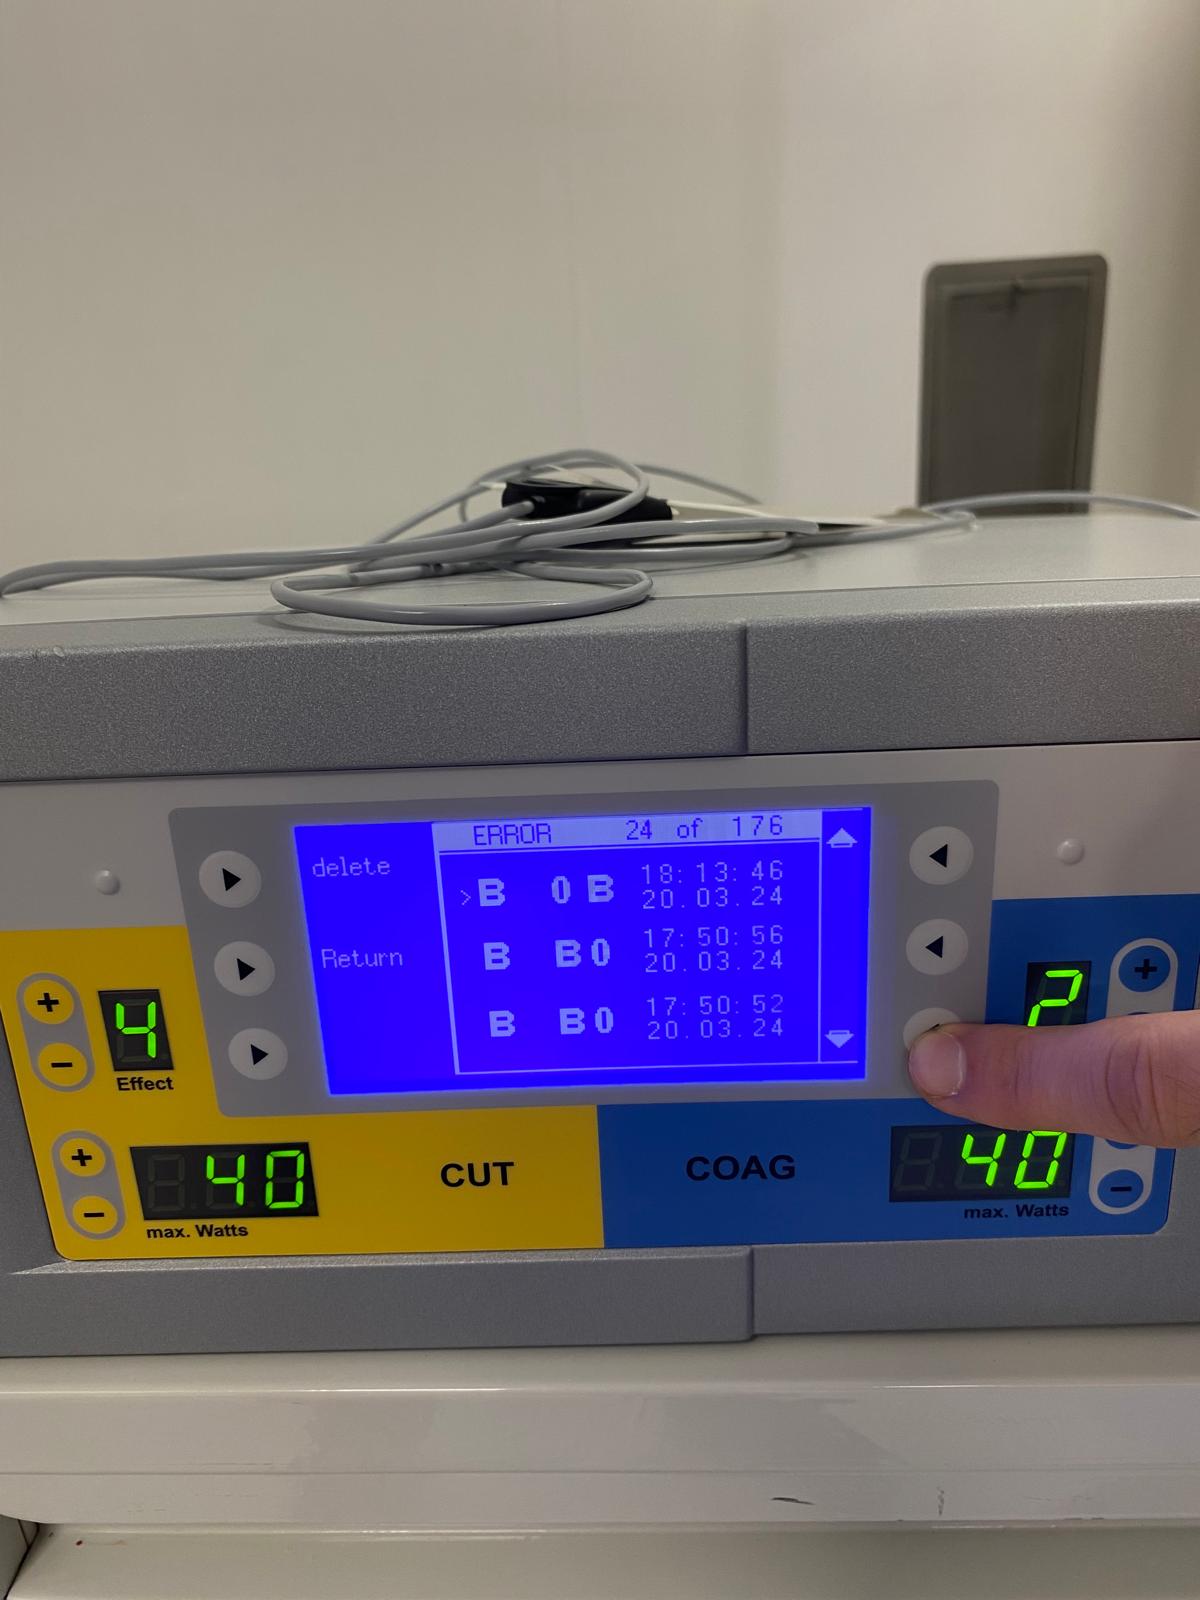 ERROR 24 of 176
delete
>B 0B 18:13:46
20.03.24
Return
B B0 17:50:56
20.03.24
B B0 17:50:52
20.03.24
+
4
-
Effect
+
2
+
40
-
max. Watts
CUT
COAG
40
-
max. Watts